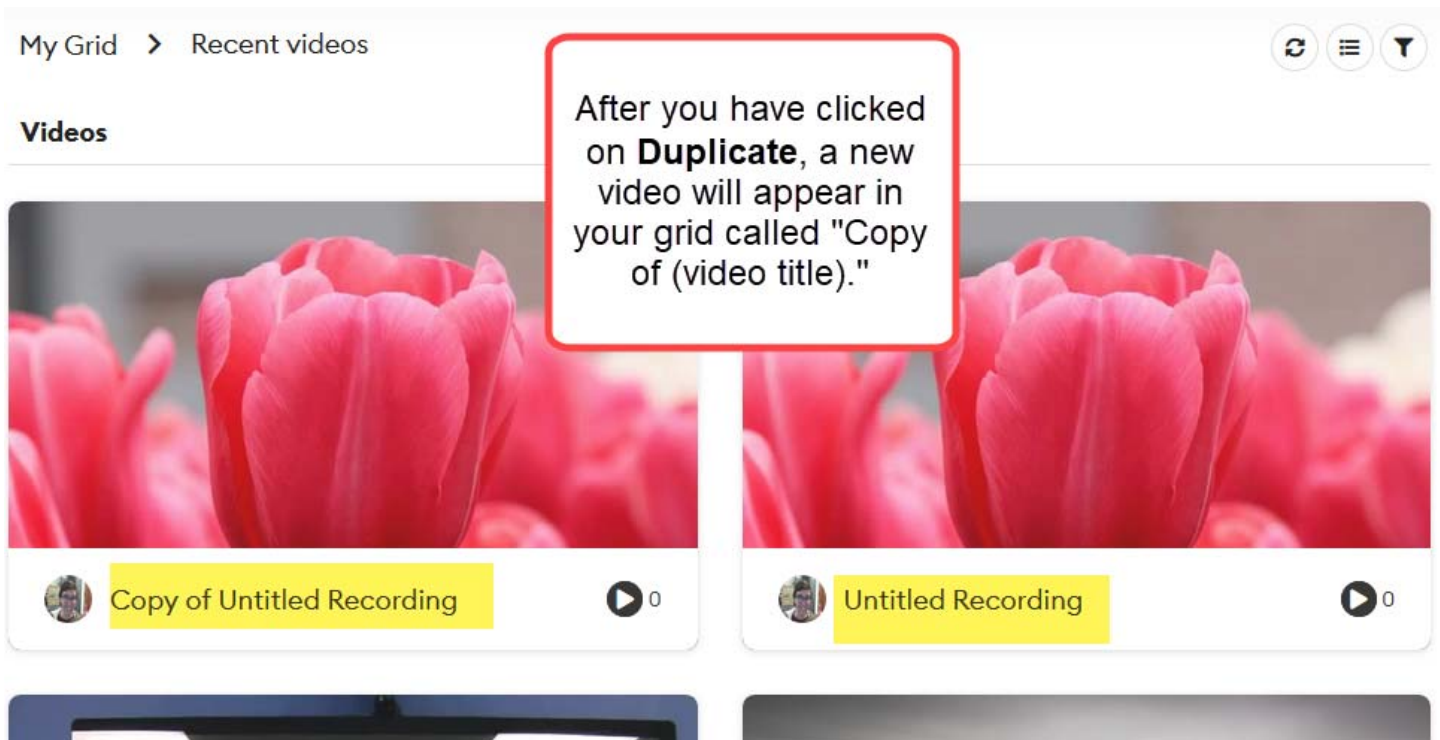 My Grid > Recent videos
Videos
After you have clicked
on Duplicate, a new
video will appear in
your grid called "Copy
of (video title)."
Copy of Untitled Recording 0
Untitled Recording 0